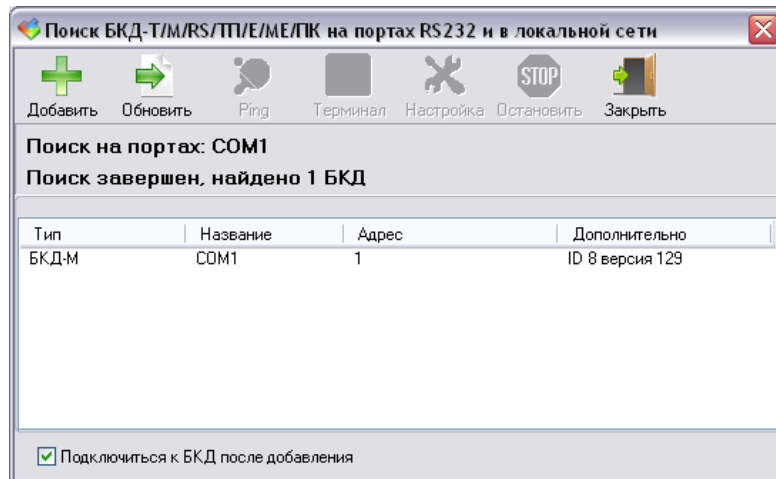 Поиск БКД-Т/М/RS/ТП/Е/МЕ/ПК на портах RS232 и в локальной сети
Добавить Обновить Ping Терминал Настройка STOP Остановить Закрыть
Поиск на портах: COM1
Поиск завершен, найдено 1 БКД
Тип Название Адрес Дополнительно
БКД-М COM1 1 ID 8 версия 129
Подключиться к БКД после добавления